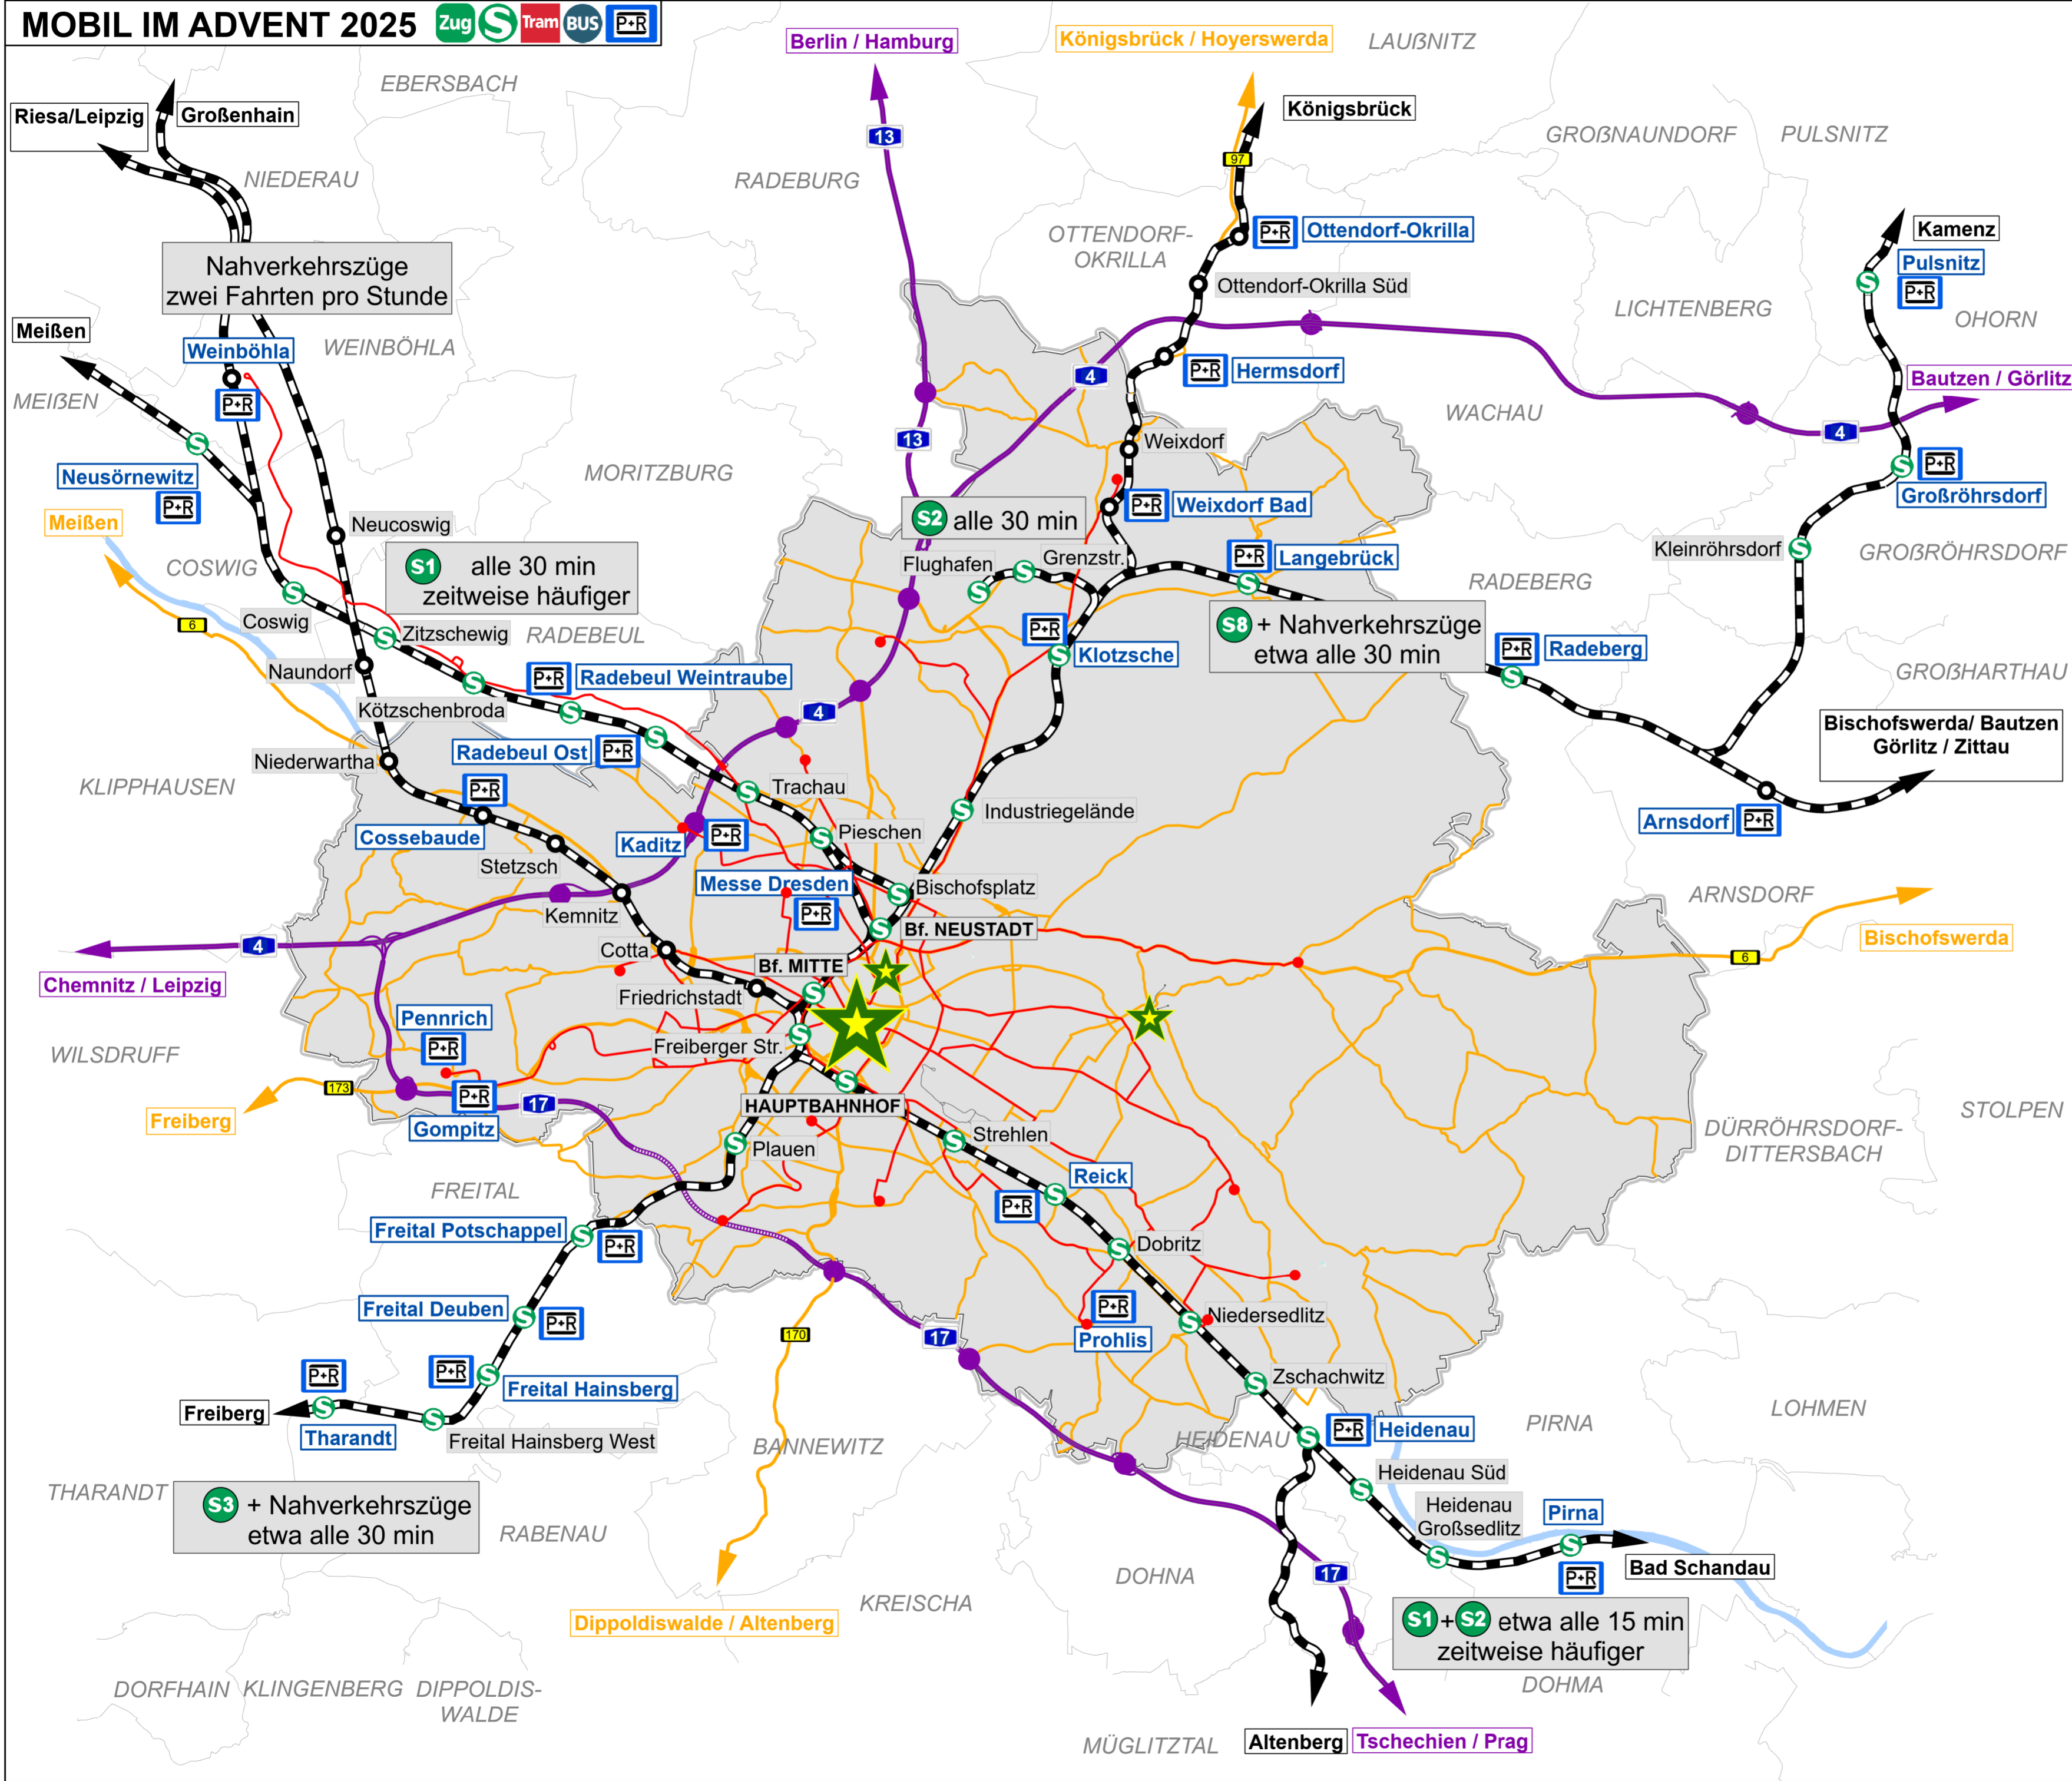 MOBIL IM ADVENT 2025 Zug S Tram BUS P+R
Berlin / Hamburg
Königsbrück / Hoyerswerda
LAUßNITZ
EBERSBACH
Riesa/Leipzig
Großenhain
Königsbrück
13
97
GROßNAUNDORF
PULSNITZ
NIEDERAU
RADEBURG
OTTENDORF-
OKRILLA
P+R Ottendorf-Okrilla
Kamenz
Pulsnitz
P+R
Nahverkehrszüge
zwei Fahrten pro Stunde
Ottendorf-Okrilla Süd
LICHTENBERG
OHORN
Meißen
Weinböhla
P+R
WEINBÖHLA
4
P+R Hermsdorf
Bautzen / Görlitz
MEIßEN
WACHAU
13
Weixdorf
4
MORITZBURG
Neusörnewitz
P+R
P+R
Großröhrsdorf
Meißen
Neucoswig
S2 alle 30 min
P+R Weixdorf Bad
COSWIG
S1 alle 30 min
zeitweise häufiger
Flughafen
Grenzstr.
P+R Langebrück
Kleinröhrsdorf
GROßRÖHRSDORF
RADEBERG
6
Coswig
Zitzschewig
RADEBEUL
P+R
Klotzsche
S8 + Nahverkehrszüge
etwa alle 30 min
P+R Radeberg
Naundorf
P+R Radebeul Weintraube
GROßHARTHAU
Kötzschenbroda
4
Radebeul Ost P+R
Bischofswerda/ Bautzen
Görlitz / Zittau
Niederwartha
KLIPPHAUSEN
P+R
Cossebaude
Trachau
Industriegelände
Arnsdorf P+R
Kaditz P+R
Pieschen
Stetzsch
Messe Dresden
P+R
Bischofsplatz
ARNSDORF
Kemnitz
Bf. NEUSTADT
Bischofswerda
4
Cotta
6
Bf. MITTE
Chemnitz / Leipzig
Friedrichstadt
Pennrich
P+R
Freiberger Str.
WILSDRUFF
173
P+R
Gompitz
17
Freiberg
HAUPTBAHNHOF
STOLPEN
DÜRRÖHRSDORF-
DITTERSBACH
Strehlen
Plauen
Reick
P+R
FREITAL
Freital Potschappel
P+R
Dobritz
Freital Deuben
P+R
P+R
Prohlis
Niedersedlitz
170
17
P+R
P+R
Freital Hainsberg
Zschachwitz
Freiberg
Tharandt
Freital Hainsberg West
LOHMEN
PIRNA
BANNEWITZ
HEIDENAU
P+R Heidenau
Heidenau Süd
THARANDT
S3 + Nahverkehrszüge
etwa alle 30 min
RABENAU
Heidenau
Großsedlitz
Pirna
P+R
Bad Schandau
DOHNA
17
KREISCHA
Dippoldiswalde / Altenberg
S1+S2 etwa alle 15 min
zeitweise häufiger
DORFHAIN
KLINGENBERG
DIPPOLDIS-
WALDE
DOHMA
MÜGLITZTAL
Altenberg
Tschechien / Prag